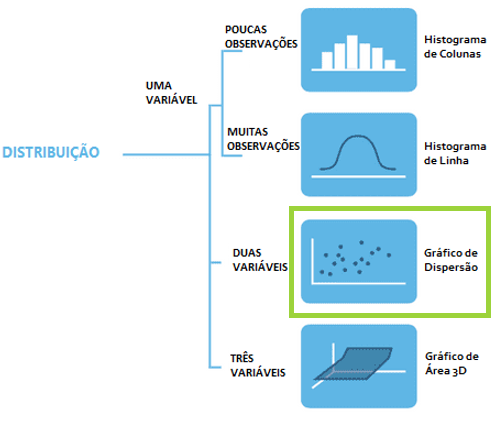 POUCAS
OBSERVAÇÕES
Histograma
de Colunas
UMA
VARIÁVEL
MUITAS
OBSERVAÇÕES
Histograma
de Linha
DISTRIBUIÇÃO
DUAS
VARIÁVEIS
Gráfico de
Dispersão
TRÊS
VARIÁVEIS
Gráfico de
Área 3D